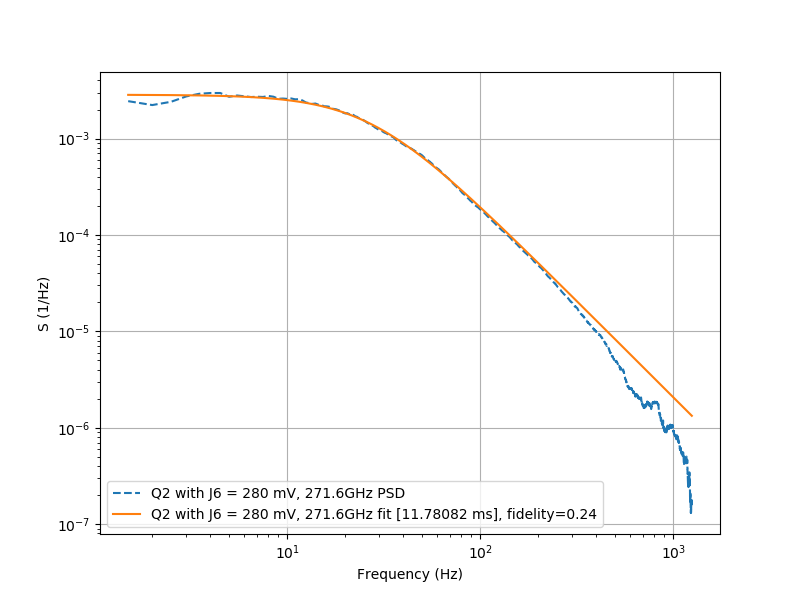 10⁻³
10⁻⁴
10⁻⁵
10⁻⁶
10⁻⁷
S (1/Hz)
Q2 with J6 = 280 mV, 271.6GHz PSD
Q2 with J6 = 280 mV, 271.6GHz fit [11.78082 ms], fidelity=0.24
10¹ 10² 10³
Frequency (Hz)